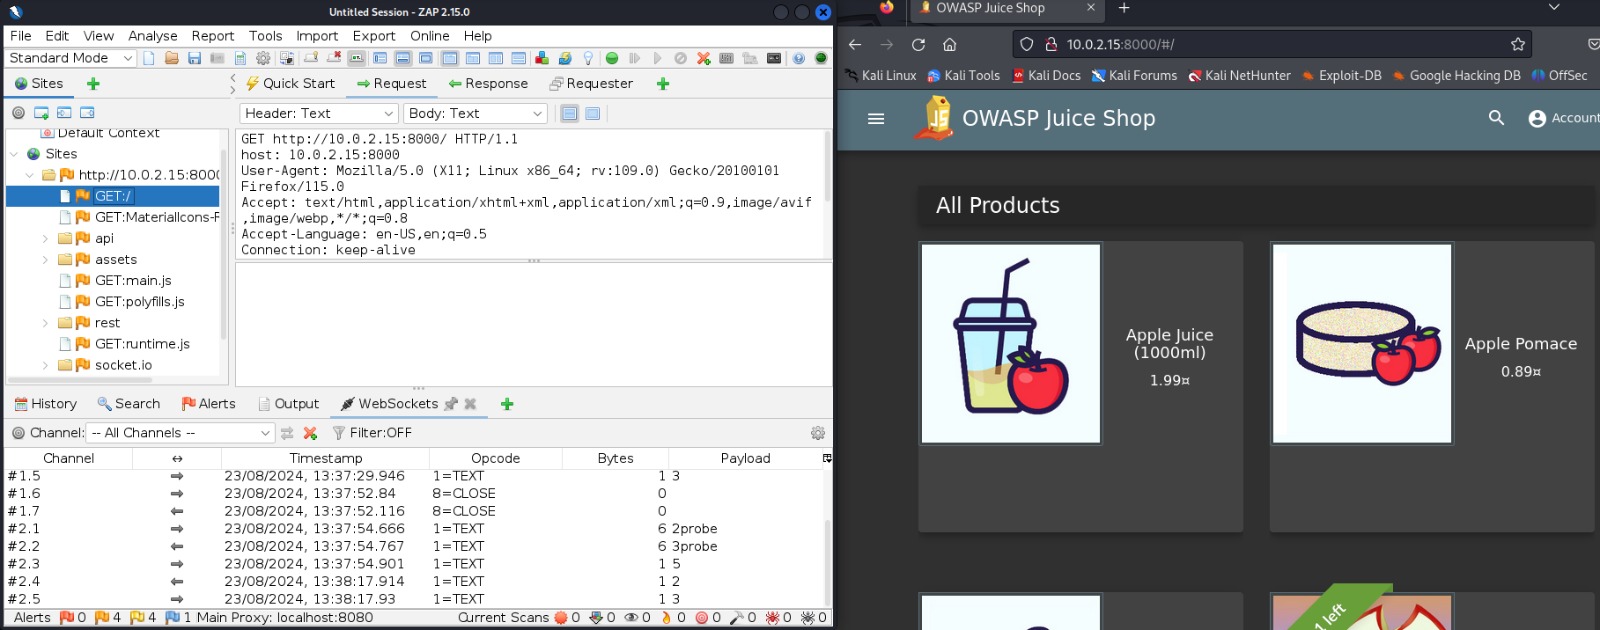 Untitled Session - ZAP 2.15.0
File Edit View Analyse Report Tools Import Export Online Help
Standard Mode
Sites
Quick Start Request Response Requester
Header: Text Body: Text
Default Context
Sites
http://10.0.2.15:8000
GET:/
GET:MaterialIcons-R
api
assets
GET:main.js
GET:polyfills.js
rest
GET:runtime.js
socket.io
GET http://10.0.2.15:8000/ HTTP/1.1
host: 10.0.2.15:8000
User-Agent: Mozilla/5.0 (X11; Linux x86_64; rv:109.0) Gecko/20100101
Firefox/115.0
Accept: text/html,application/xhtml+xml,application/xml;q=0.9,image/avif
,image/webp,*/*;q=0.8
Accept-Language: en-US,en;q=0.5
Connection: keep-alive
History Search Alerts Output WebSockets
Channel: -- All Channels -- Filter:OFF
Channel ↔ Timestamp Opcode Bytes Payload
#1.5 ⇒ 23/08/2024, 13:37:29.946 1=TEXT 1 3
#1.6 ⇒ 23/08/2024, 13:37:52.84 8=CLOSE 0
#1.7 ⇐ 23/08/2024, 13:37:52.116 8=CLOSE 0
#2.1 ⇒ 23/08/2024, 13:37:54.666 1=TEXT 6 2probe
#2.2 ⇐ 23/08/2024, 13:37:54.767 1=TEXT 6 3probe
#2.3 ⇒ 23/08/2024, 13:37:54.901 1=TEXT 1 5
#2.4 ⇐ 23/08/2024, 13:38:17.914 1=TEXT 1 2
#2.5 ⇒ 23/08/2024, 13:38:17.93 1=TEXT 1 3
Alerts 0 4 4 1 Main Proxy: localhost:8080 Current Scans 0 0 0 0 0 0 0 0
OWASP Juice Shop
10.0.2.15:8000/#/
Kali Linux Kali Tools Kali Docs Kali Forums Kali NetHunter Exploit-DB Google Hacking DB OffSec
JS OWASP Juice Shop Account
All Products
Apple Juice
(1000ml)
1.99¤
Apple Pomace
0.89¤
1 left